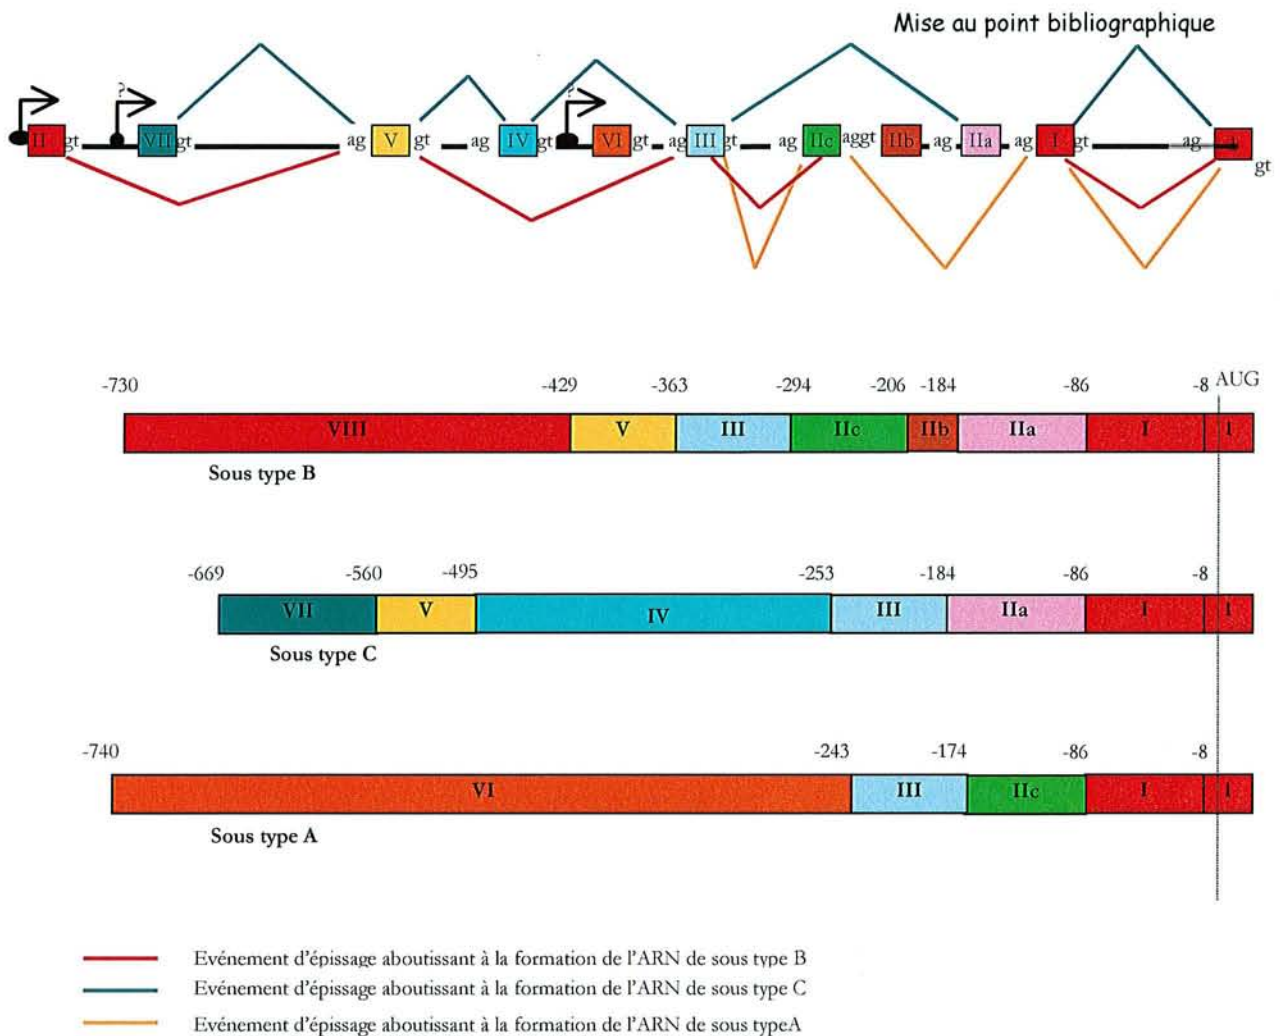 Mise au point bibliographique
? ?
II gt VII gt ag V gt ag IV gt VI gt ag III gt ag IIc aggt IIb ag IIa ag I gt ag
gt
-730 -429 -363 -294 -206 -184 -86 -8 AUG
VIII V III IIc IIb IIa I 1
Sous type B
-669 -560 -495 -253 -184 -86 -8
VII V IV III IIa I 1
Sous type C
-740 -243 -174 -86 -8
VI III IIc I 1
Sous type A
Evénement d'épissage aboutissant à la formation de l'ARN de sous type B
Evénement d'épissage aboutissant à la formation de l'ARN de sous type C
Evénement d'épissage aboutissant à la formation de l'ARN de sous typeA